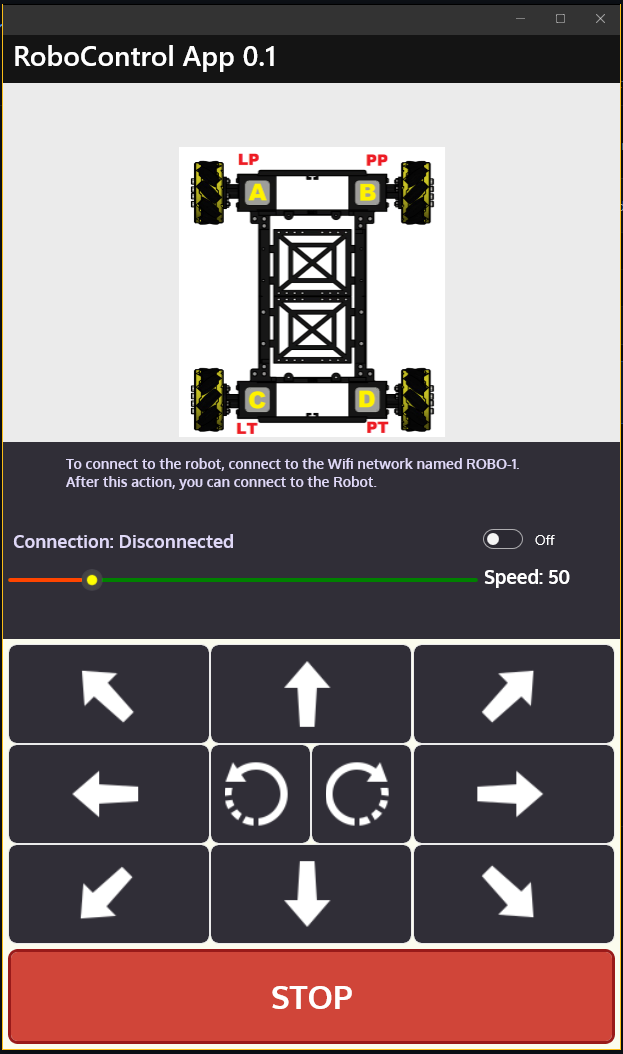 RoboControl App 0.1
LP
PP
A
B
C
D
LT
PT
To connect to the robot, connect to the Wifi network named ROBO-1.
After this action, you can connect to the Robot.
Connection: Disconnected
Off
Speed: 50
STOP